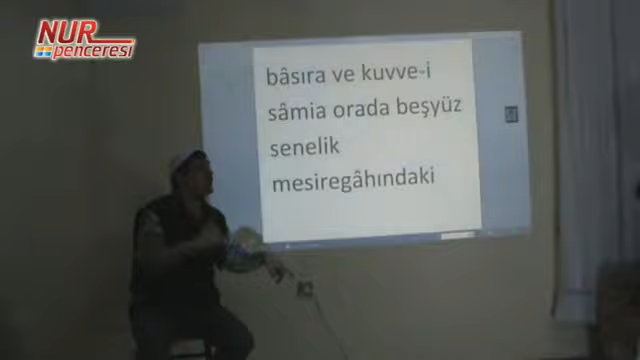 NUR
penceresi
bâsıra ve kuvve-i
sâmia orada beşyüz
senelik
mesiregâhındaki